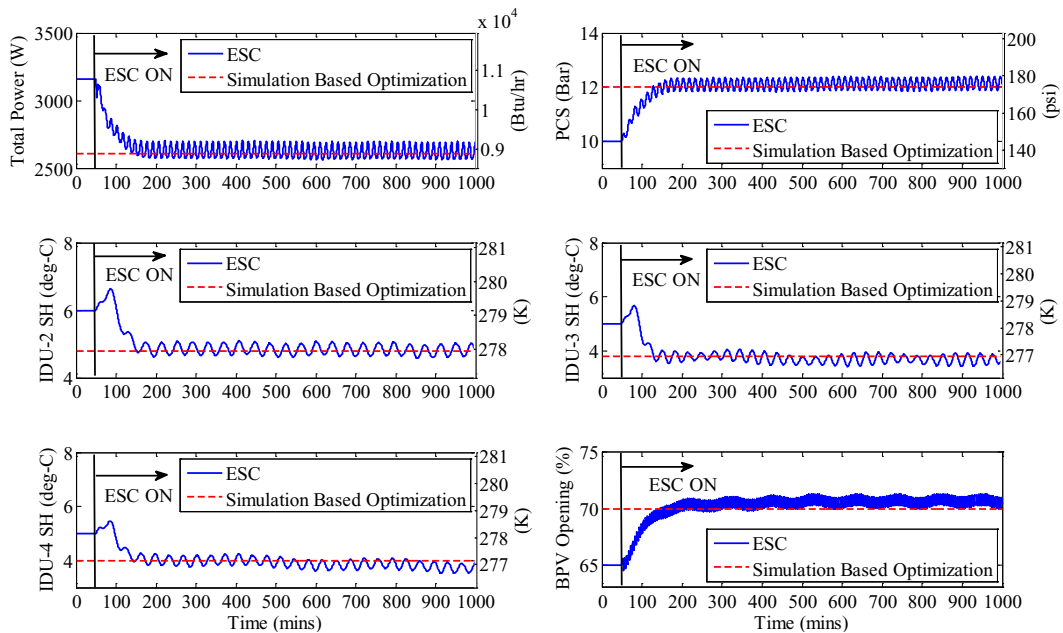 x 10^4
3500
3000
2500
Total Power (W)
ESC ON
ESC
Simulation Based Optimization
1.1
1
0.9
(Btu/hr)
0 100 200 300 400 500 600 700 800 900 1000
14
12
10
8
PCS (Bar)
ESC ON
ESC
Simulation Based Optimization
200
175
150
125
(psi)
0 100 200 300 400 500 600 700 800 900 1000
8
6
4
IDU-2 SH (deg-C)
ESC ON
ESC
Simulation Based Optimization
281
280
279
278
(K)
0 100 200 300 400 500 600 700 800 900 1000
8
6
4
IDU-3 SH (deg-C)
ESC ON
ESC
Simulation Based Optimization
281
280
279
278
277
(K)
0 100 200 300 400 500 600 700 800 900 1000
8
6
4
IDU-4 SH (deg-C)
ESC ON
ESC
Simulation Based Optimization
281
280
279
278
277
(K)
0 100 200 300 400 500 600 700 800 900 1000
Time (mins)
75
70
65
BPV Opening (%)
ESC ON
ESC
Simulation Based Optimization
0 100 200 300 400 500 600 700 800 900 1000
Time (mins)